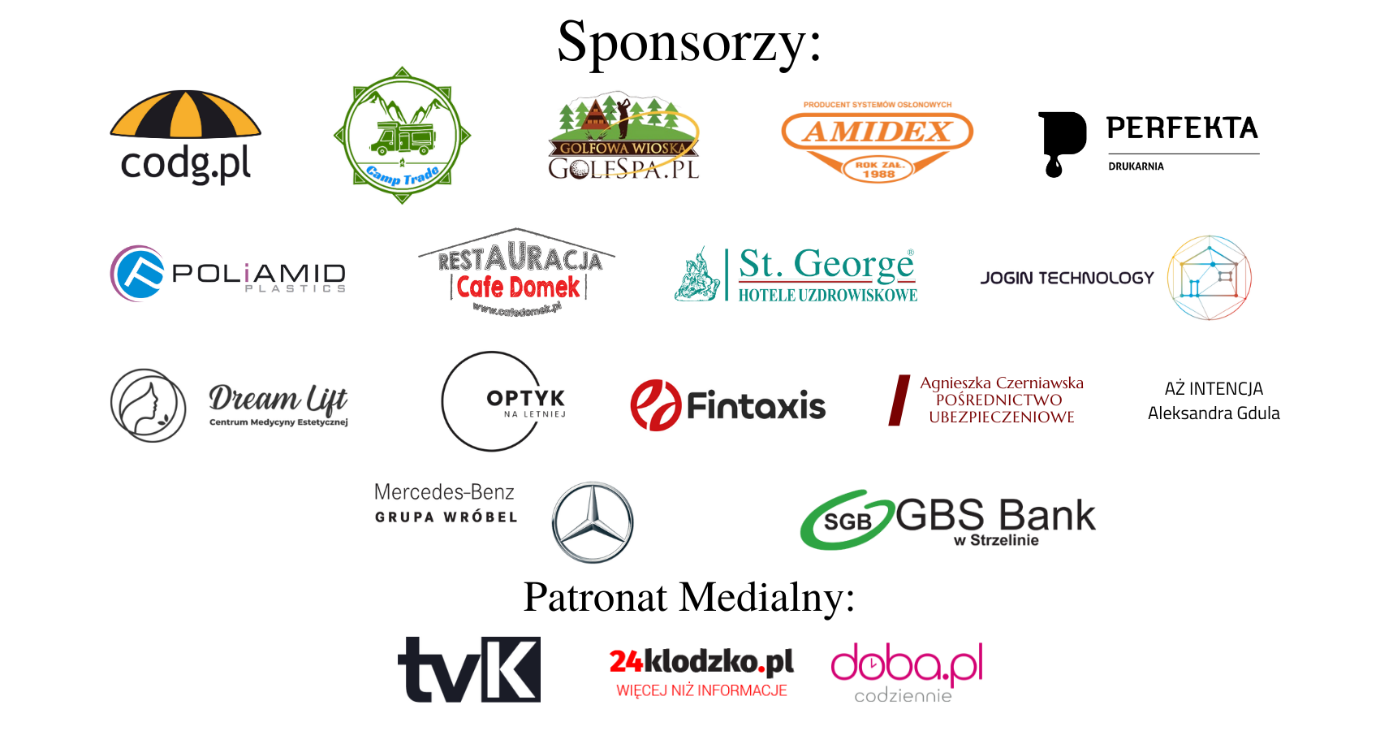 Sponsorzy:
codg.pl
Camp Trade
GOLFOWA WIOSKA
GOLFSPA.PL
PRODUCENT SYSTEMÓW OSŁONOWYCH
AMIDEX
ROK ZAŁ.
1988
PERFEKTA
DRUKARNIA
POLiAMID
PLASTICS
RESTAURACJA
Cafe Domek
www.cafedomek.pl
St. George®
HOTELE UZDROWISKOWE
JOGIN TECHNOLOGY
Dream Lift
Centrum Medycyny Estetycznej
OPTYK
NA LETNIEJ
Fintaxis
Agnieszka Czerniawska
POŚREDNICTWO
UBEZPIECZENIOWE
AŻ INTENCJA
Aleksandra Gdula
Mercedes-Benz
GRUPA WRÓBEL
SGB GBS Bank
w Strzelinie
Patronat Medialny:
tvK
24klodzko.pl
WIĘCEJ NIŻ INFORMACJE
doba.pl
codziennie